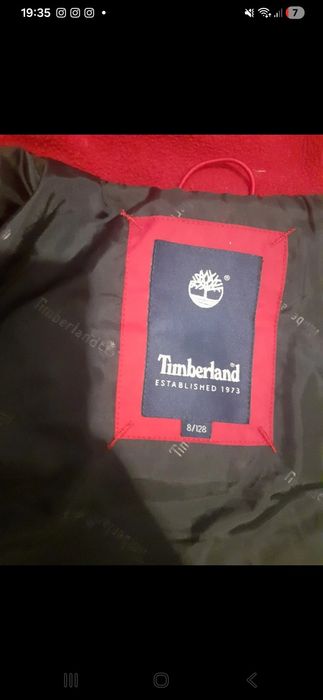 19:35
7
Timberland®
ESTABLISHED 1973
8/128
Timberland